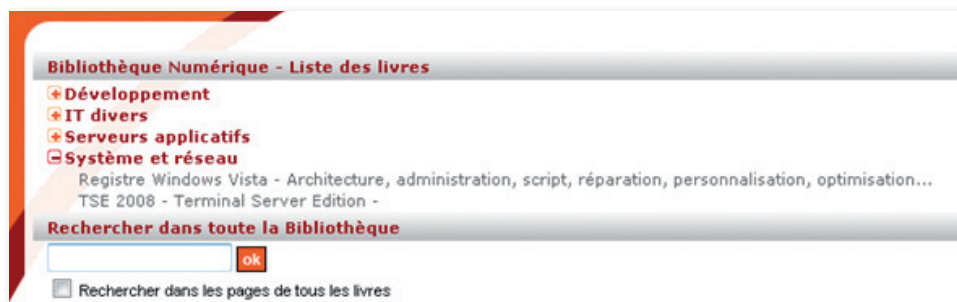 Bibliothèque Numérique - Liste des livres
Développement
IT divers
Serveurs applicatifs
Système et réseau
Registre Windows Vista - Architecture, administration, script, réparation, personnalisation, optimisation...
TSE 2008 - Terminal Server Edition -
Rechercher dans toute la Bibliothèque
ok
Rechercher dans les pages de tous les livres